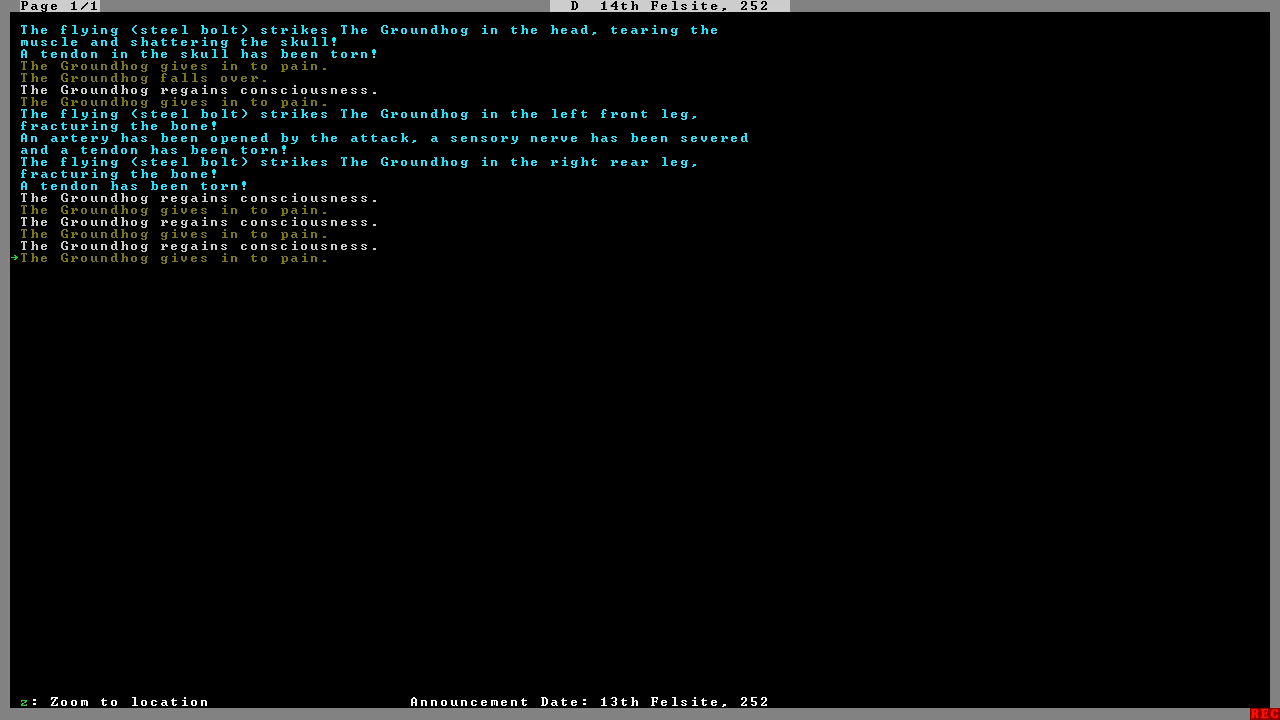 Page 1/1
D 14th Felsite, 252
The flying (steel bolt) strikes The Groundhog in the head, tearing the
muscle and shattering the skull!
A tendon in the skull has been torn!
The Groundhog gives in to pain.
The Groundhog falls over.
The Groundhog regains consciousness.
The Groundhog gives in to pain.
The flying (steel bolt) strikes The Groundhog in the left front leg,
fracturing the bone!
An artery has been opened by the attack, a sensory nerve has been severed
and a tendon has been torn!
The flying (steel bolt) strikes The Groundhog in the right rear leg,
fracturing the bone!
A tendon has been torn!
The Groundhog regains consciousness.
The Groundhog gives in to pain.
The Groundhog regains consciousness.
The Groundhog gives in to pain.
The Groundhog regains consciousness.
→The Groundhog gives in to pain.
z: Zoom to location
Announcement Date: 13th Felsite, 252
REC